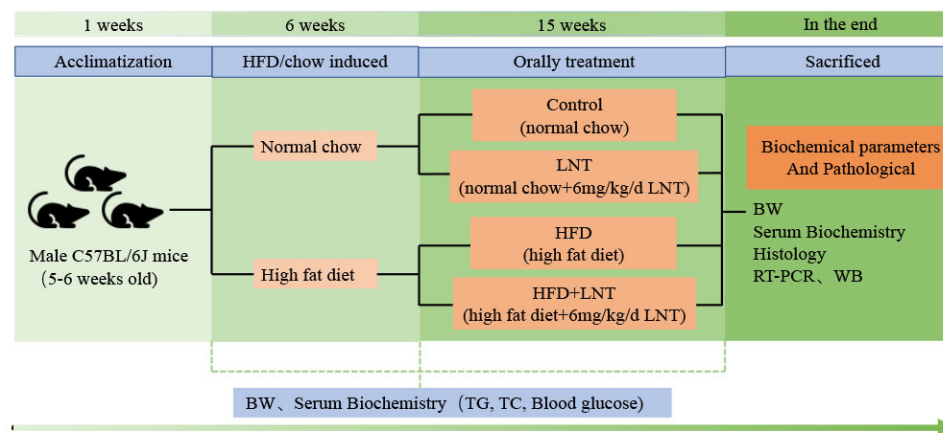 1 weeks
6 weeks
15 weeks
In the end
Acclimatization
HFD/chow induced
Orally treatment
Sacrificed
Male C57BL/6J mice
（5-6 weeks old)
Normal chow
High fat diet
Control
(normal chow)
LNT
(normal chow+6mg/kg/d LNT)
HFD
(high fat diet)
HFD+LNT
(high fat diet+6mg/kg/d LNT)
Biochemical parameters
And Pathological
BW
Serum Biochemistry
Histology
RT-PCR、WB
BW、Serum Biochemistry（TG, TC, Blood glucose)